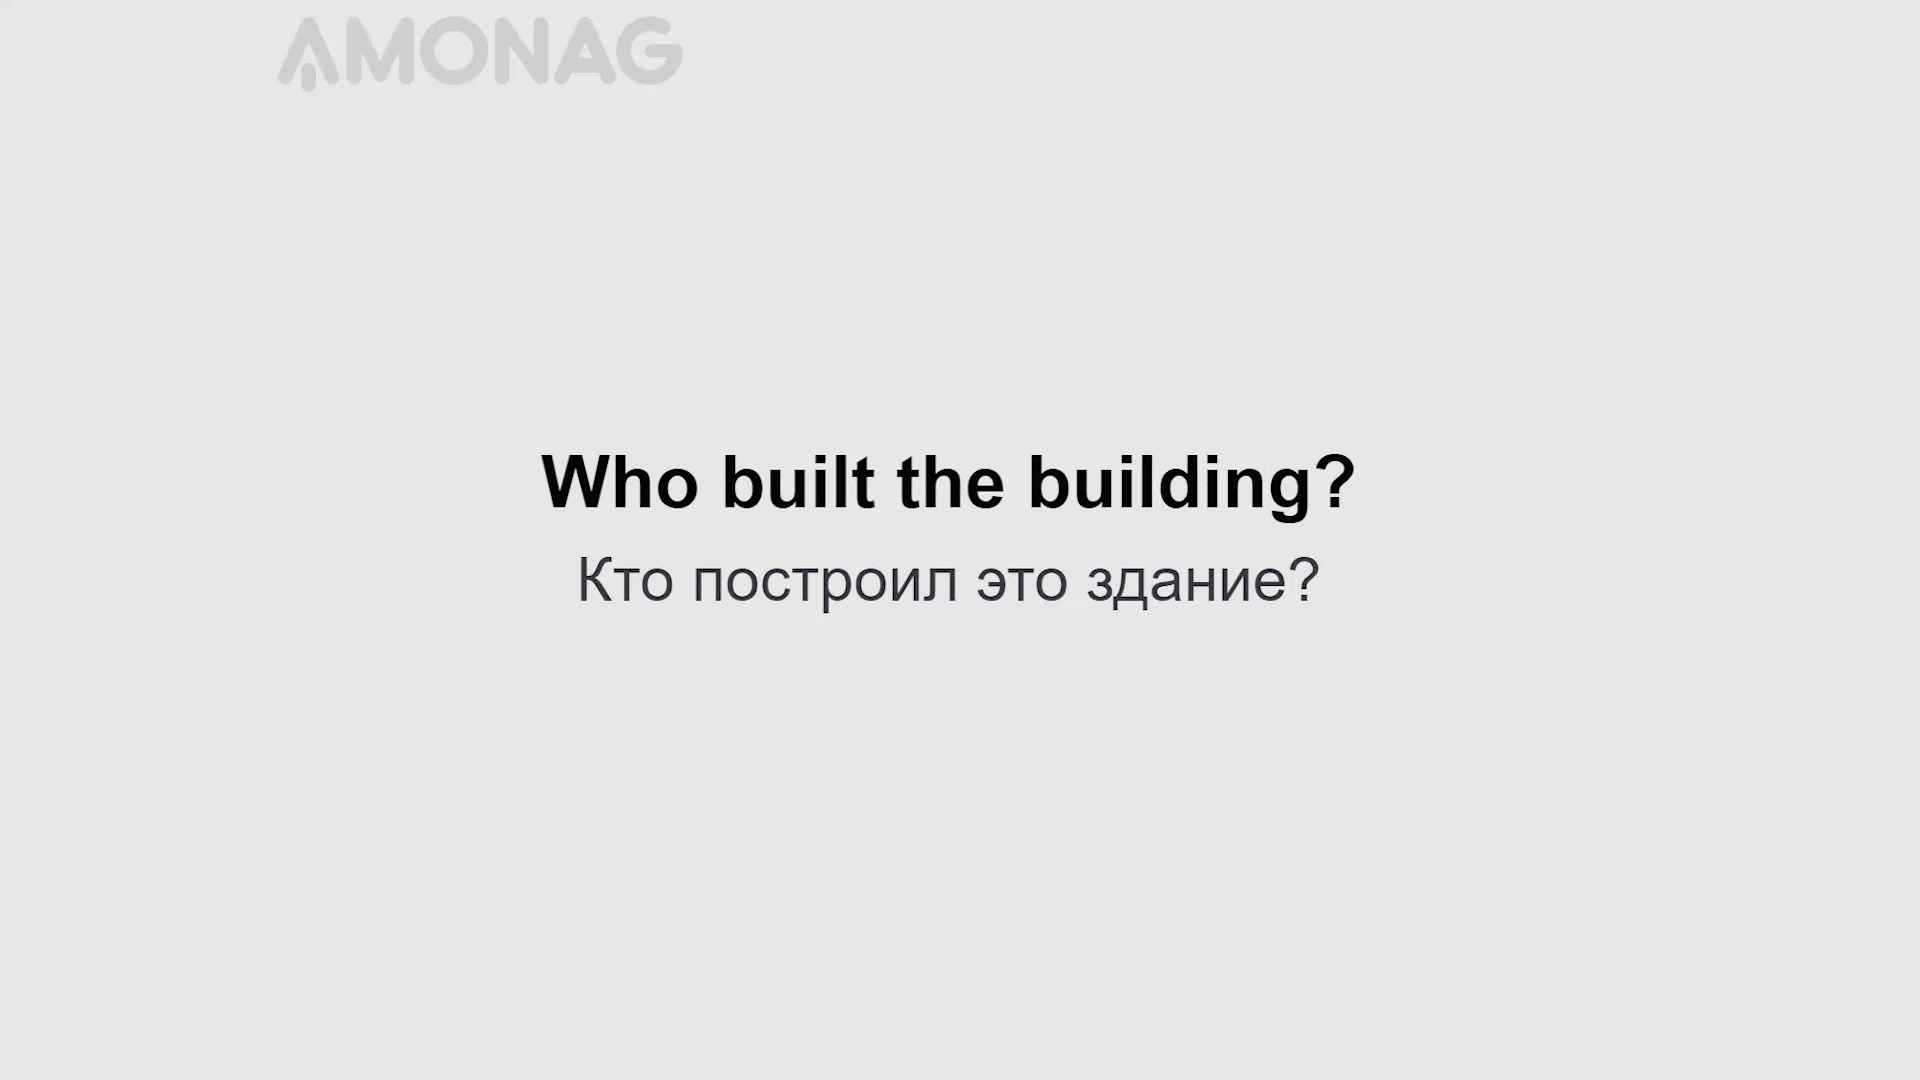 AMONAG
Who built the building?
Кто построил это здание?